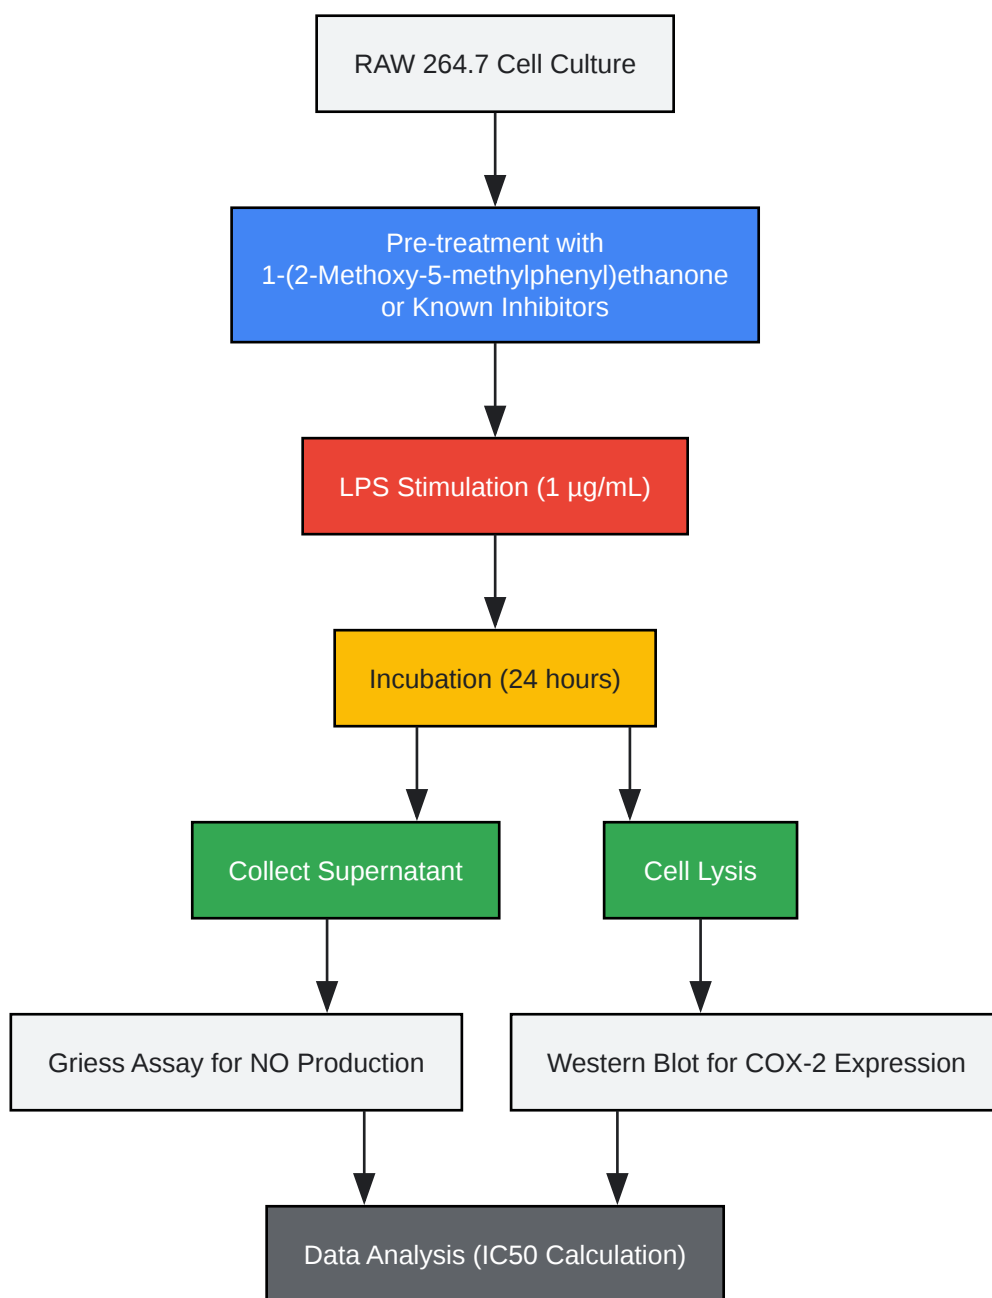 RAW 264.7 Cell Culture
Pre-treatment with
1-(2-Methoxy-5-methylphenyl)ethanone
or Known Inhibitors
LPS Stimulation (1 µg/mL)
Incubation (24 hours)
Collect Supernatant
Cell Lysis
Griess Assay for NO Production
Western Blot for COX-2 Expression
Data Analysis (IC50 Calculation)